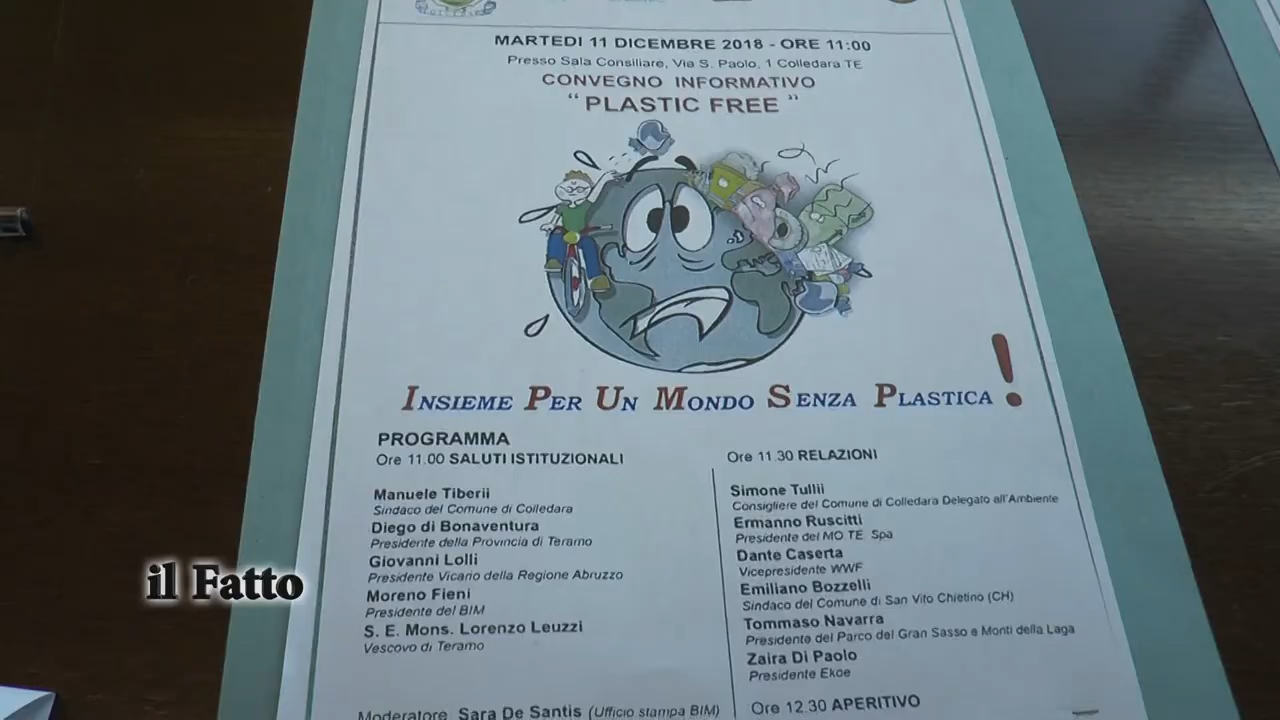 MARTEDI 11 DICEMBRE 2018 - ORE 11:00
Presso Sala Consiliare, Via S. Paolo, 1 Colledara TE
CONVEGNO INFORMATIVO
“ PLASTIC FREE ”
INSIEME PER UN MONDO SENZA PLASTICA !
PROGRAMMA
Ore 11.00 SALUTI ISTITUZIONALI
Manuele Tiberii
Sindaco del Comune di Colledara
Diego di Bonaventura
Presidente della Provincia di Teramo
Giovanni Lolli
Presidente Vicario della Regione Abruzzo
Moreno Fieni
Presidente del BIM
S. E. Mons. Lorenzo Leuzzi
Vescovo di Teramo
Moderatore Sara De Santis (Ufficio stampa BIM)
Ore 11.30 RELAZIONI
Simone Tullii
Consigliere del Comune di Colledara Delegato all'Ambiente
Ermanno Ruscitti
Presidente del MO TE Spa
Dante Caserta
Vicepresidente WWF
Emiliano Bozzelli
Sindaco del Comune di San Vito Chietino (CH)
Tommaso Navarra
Presidente del Parco del Gran Sasso e Monti della Laga
Zaira Di Paolo
Presidente Ekoe
Ore 12.30 APERITIVO
il Fatto